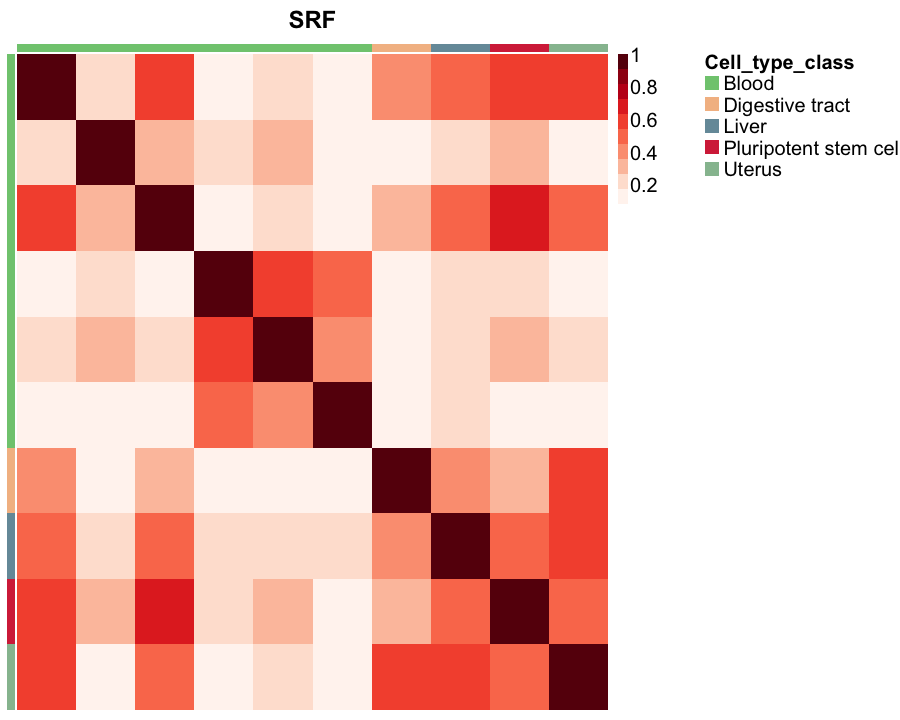 SRF
1
0.8
0.6
0.4
0.2
Cell_type_class
Blood
Digestive tract
Liver
Pluripotent stem cel
Uterus